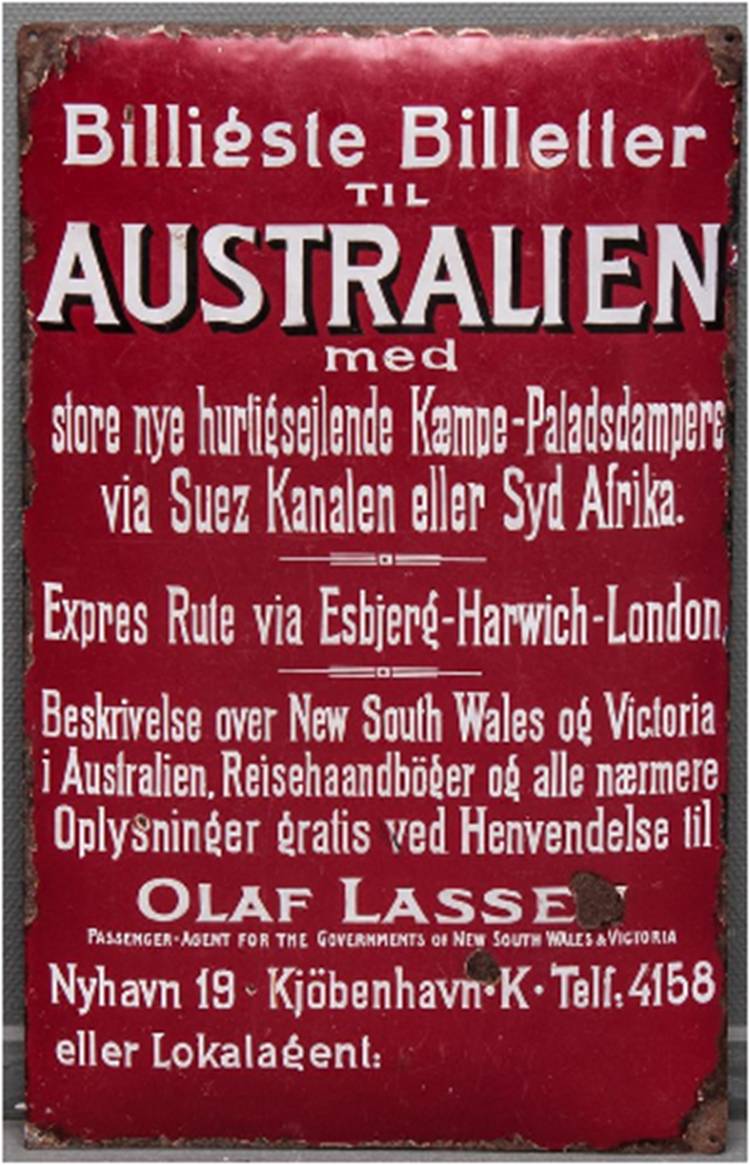 Billigste Billetter
TIL
AUSTRALIEN
med
store nye hurtigsejlende Kæmpe-Paladsdampere
via Suez Kanalen eller Syd Afrika.
Expres Rute via Esbjerg-Harwich-London.
Beskrivelse over New South Wales og Victoria
i Australien, Reisehaandböger og alle nærmere
Oplysninger gratis ved Henvendelse til
OLAF
PASSENGER-AGENT FOR THE GOVERNMENTS OF NEW SOUTH WALES & VICTORIA
Nyhavn 19 · Kjöbenhavn · K · Telf. 4158
eller Lokalagent: